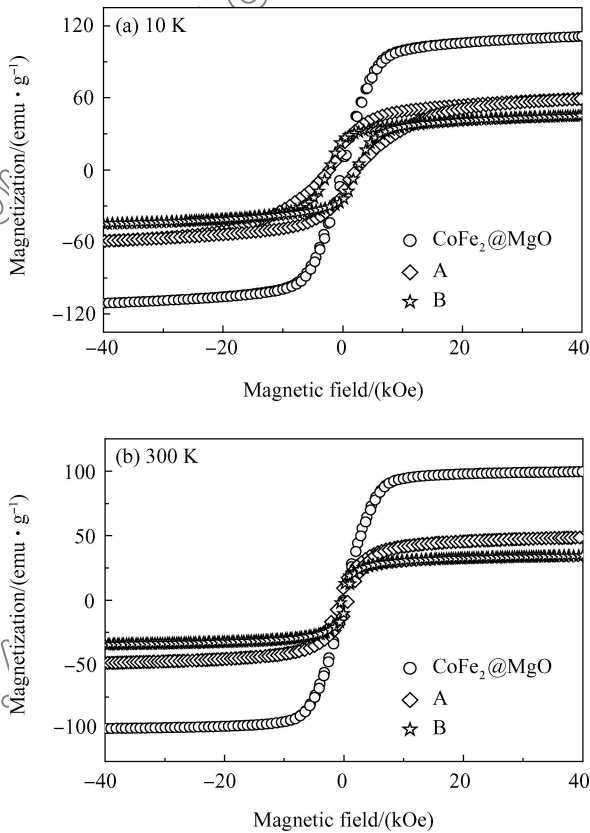 (a) 10 K
120
60
0
−60
−120
Magnetization/(emu · g⁻¹)
CoFe₂@MgO
A
B
−40
−20
0
20
40
Magnetic field/(kOe)
(b) 300 K
100
50
0
−50
−100
Magnetization/(emu · g⁻¹)
CoFe₂@MgO
A
B
−40
−20
0
20
40
Magnetic field/(kOe)